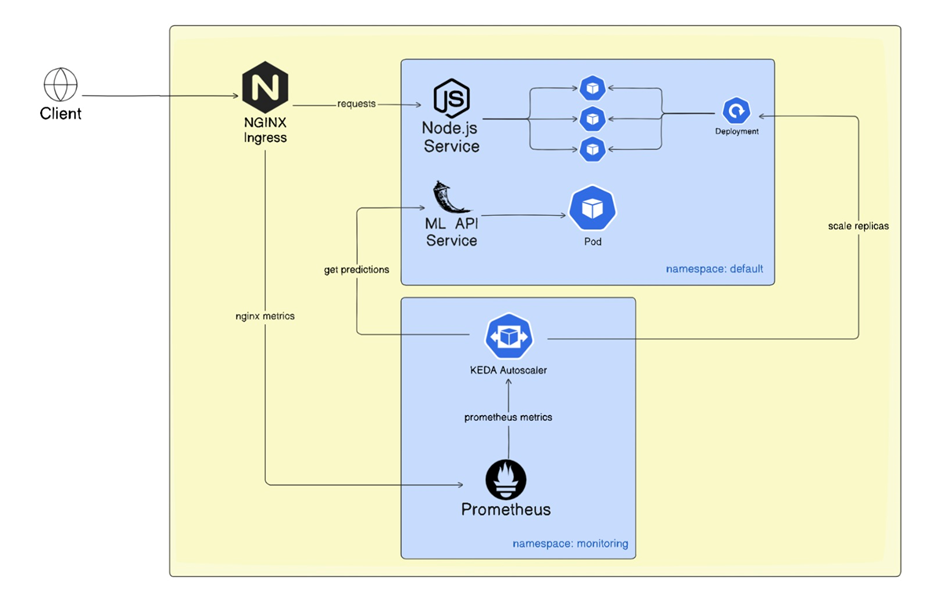 Client
N
NGINX
Ingress
requests
JS
Node.js
Service
Deployment
ML API
Service
Pod
scale replicas
get predictions
namespace: default
nginx metrics
KEDA Autoscaler
prometheus metrics
Prometheus
namespace: monitoring